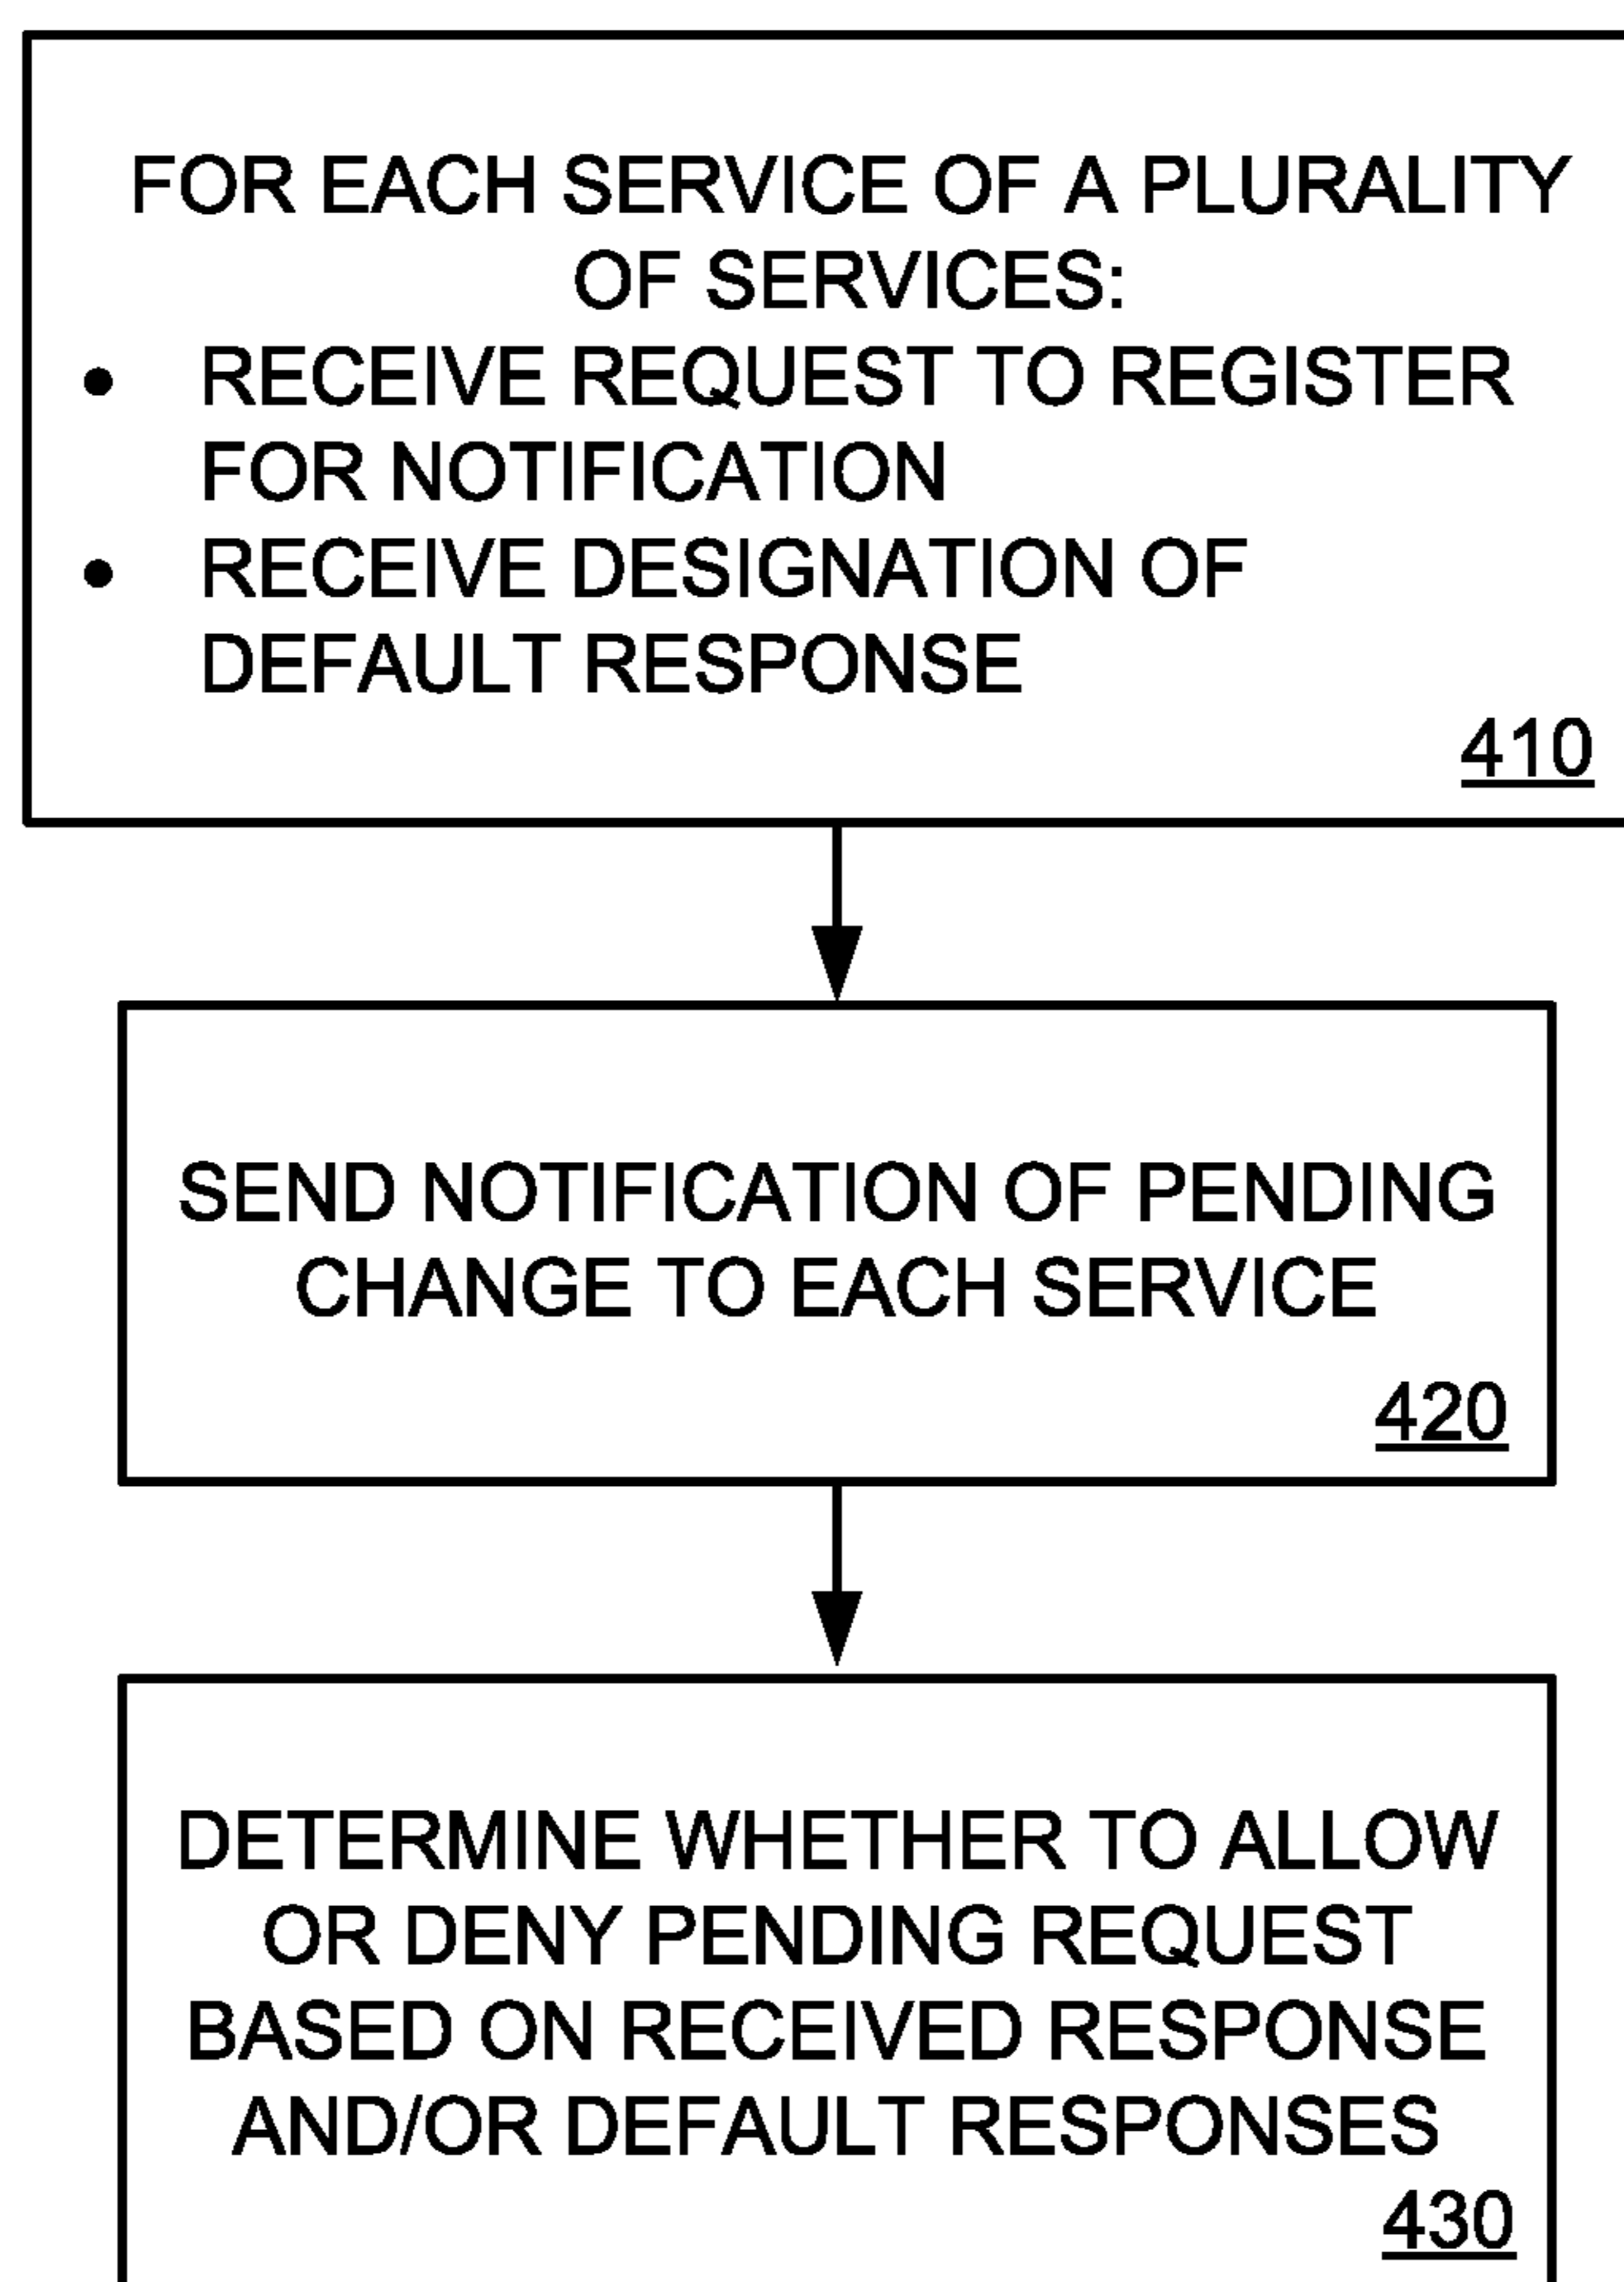 FOR EACH SERVICE OF A PLURALITY
OF SERVICES:
• RECEIVE REQUEST TO REGISTER
FOR NOTIFICATION
• RECEIVE DESIGNATION OF
DEFAULT RESPONSE
410
SEND NOTIFICATION OF PENDING
CHANGE TO EACH SERVICE
420
DETERMINE WHETHER TO ALLOW
OR DENY PENDING REQUEST
BASED ON RECEIVED RESPONSE
AND/OR DEFAULT RESPONSES
430